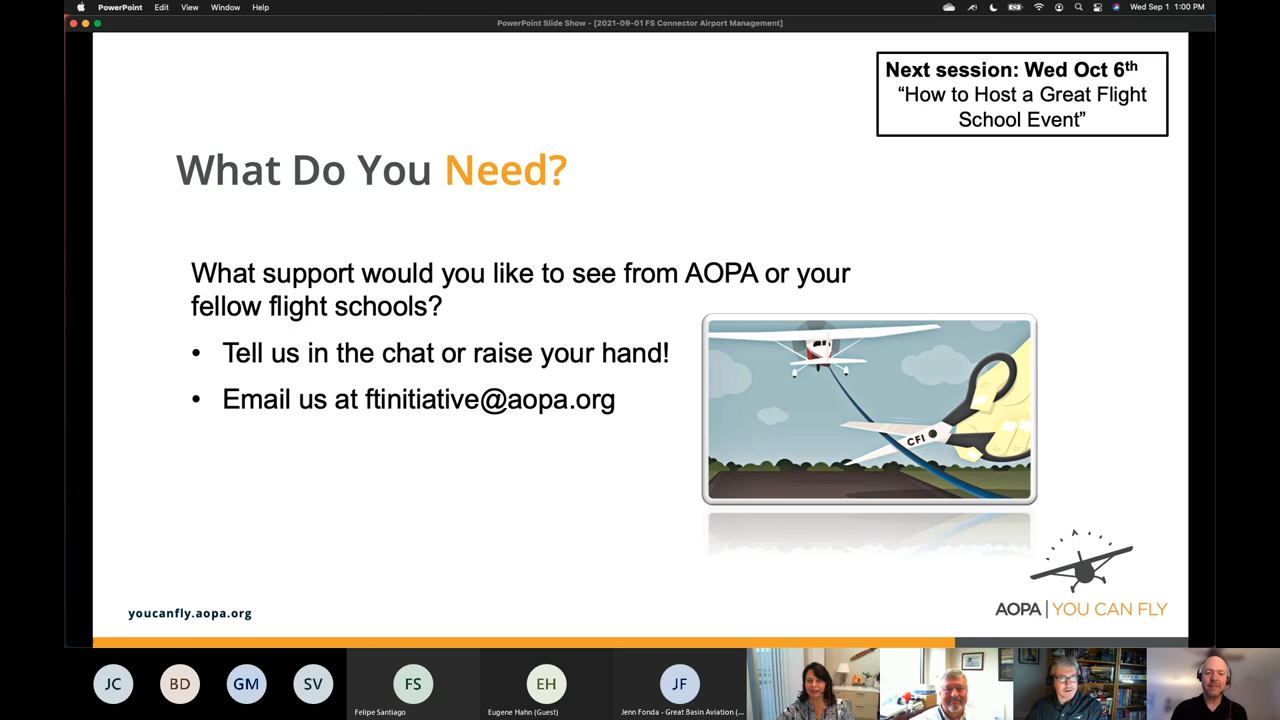 PowerPoint Edit View Window Help
Wed Sep 1 1:00 PM
PowerPoint Slide Show - [2021-09-01 FS Connector Airport Management]
Next session: Wed Oct 6th
“How to Host a Great Flight
School Event”
What Do You Need?
What support would you like to see from AOPA or your
fellow flight schools?
• Tell us in the chat or raise your hand!
• Email us at ftinitiative@aopa.org
CFI
AOPA | YOU CAN FLY
youcanfly.aopa.org
JC
BD
GM
SV
FS
EH
JF
Felipe Santiago
Eugene Hahn (Guest)
Jenn Fonda - Great Basin Aviation (...